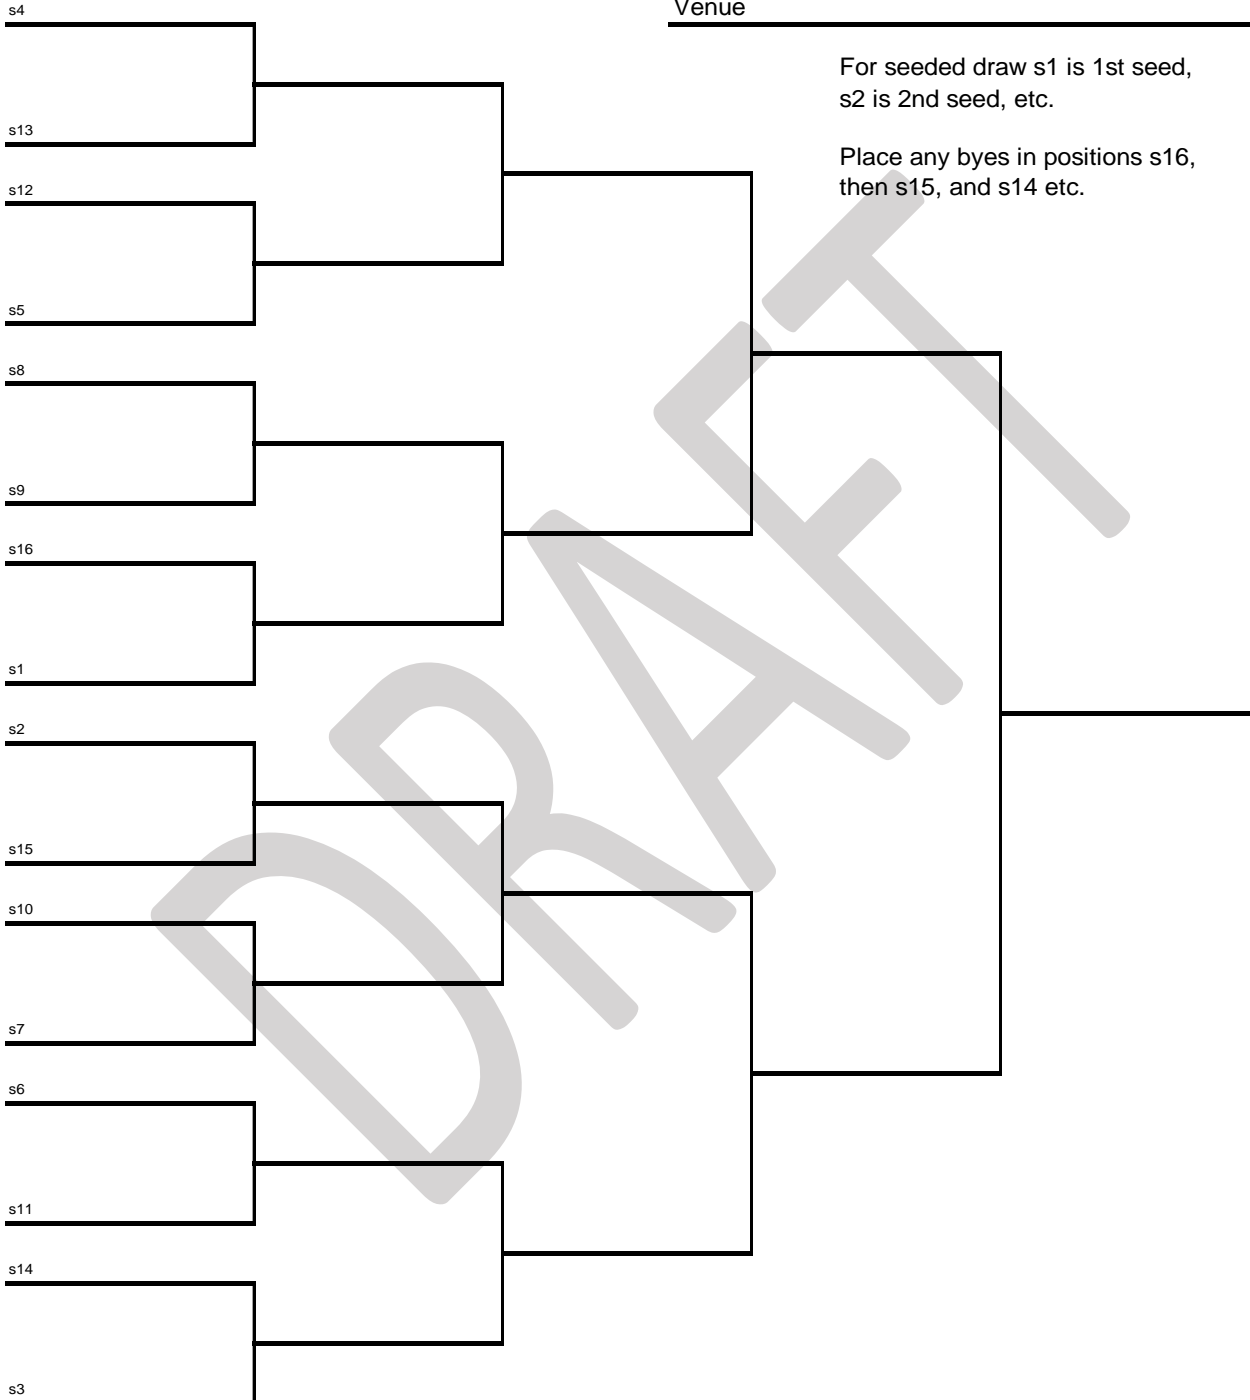 s4
Venue
For seeded draw s1 is 1st seed,
s2 is 2nd seed, etc.
s13
Place any byes in positions s16,
then s15, and s14 etc.
s12
s5
s8
s9
s16
s1
s2
s15
s10
s7
s6
s11
s14
s3
DRAFT